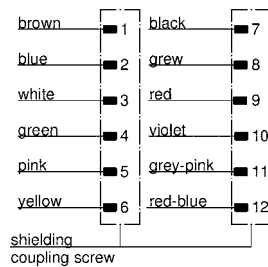 brown 1 black 7
blue 2 grew 8
white 3 red 9
green 4 violet 10
pink 5 grey-pink 11
yellow 6 red-blue 12
shielding
coupling screw